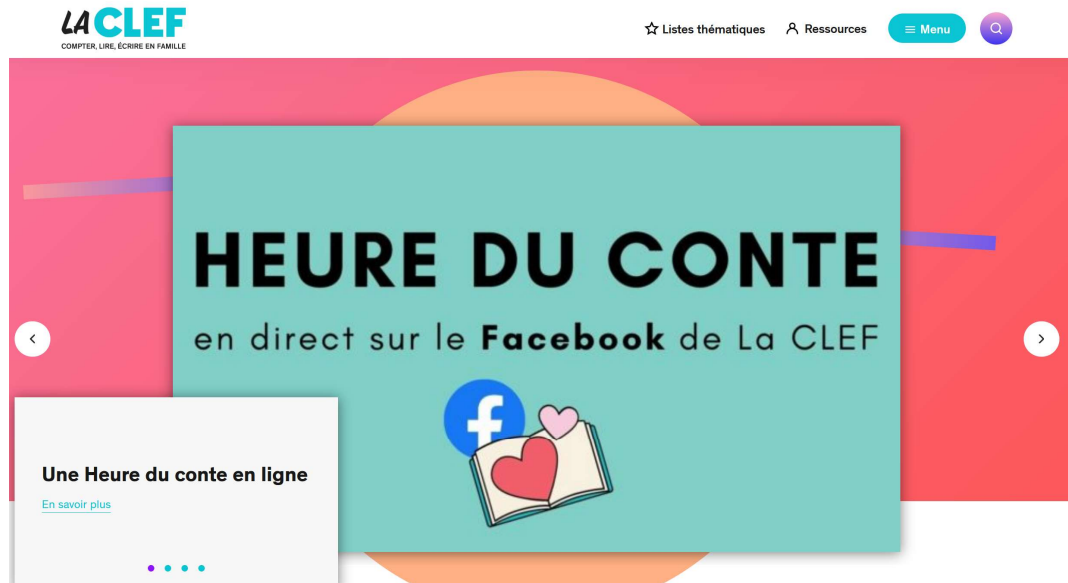 LA CLEF
COMPTER, LIRE, ÉCRIRE EN FAMILLE
Listes thématiques
Ressources
Menu
HEURE DU CONTE
en direct sur le Facebook de La CLEF
Une Heure du conte en ligne
En savoir plus